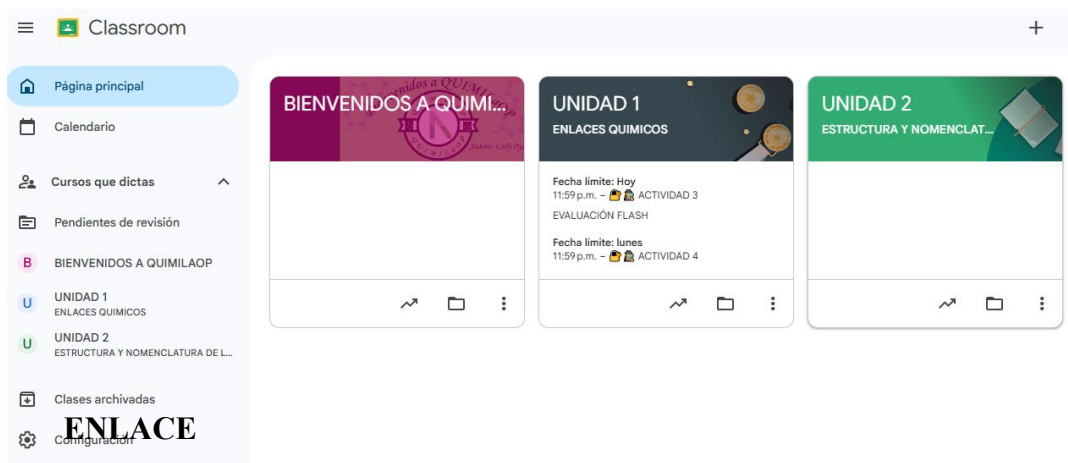 Classroom
Página principal
Calendario
Cursos que dictas
Pendientes de revisión
B BIENVENIDOS A QUIMILAOP
U UNIDAD 1
ENLACES QUIMICOS
U UNIDAD 2
ESTRUCTURA Y NOMENCLATURA DE L...
Clases archivadas
Configuración
ENLACE
BIENVENIDOS A QUIMI...
UNIDAD 1
ENLACES QUIMICOS
Fecha límite: Hoy
11:59 p.m. – ACTIVIDAD 3
EVALUACIÓN FLASH
Fecha límite: lunes
11:59 p.m. – ACTIVIDAD 4
UNIDAD 2
ESTRUCTURA Y NOMENCLAT...